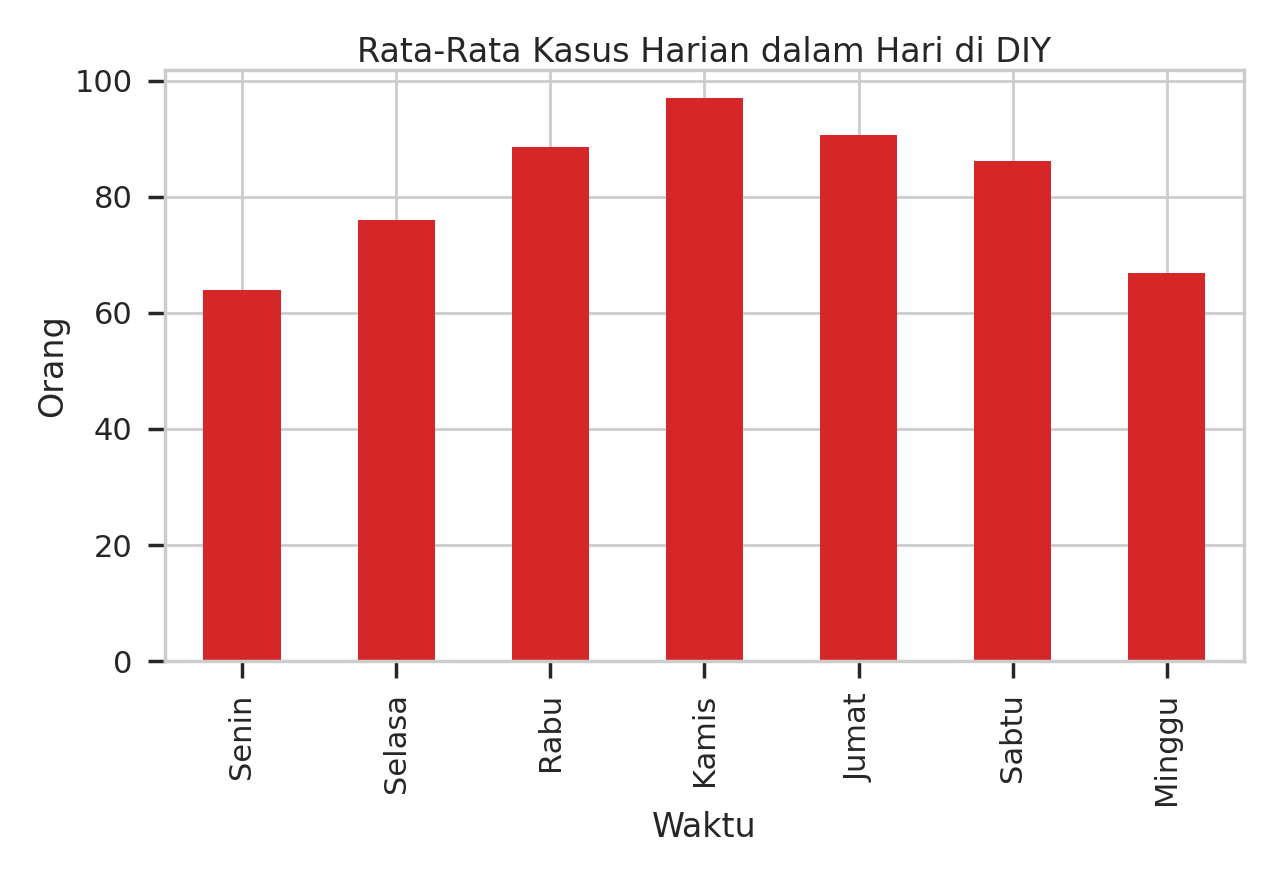 Rata-Rata Kasus Harian dalam Hari di DIY
100
80
60
40
20
0
Orang
Senin
Selasa
Rabu
Kamis
Jumat
Sabtu
Minggu
Waktu